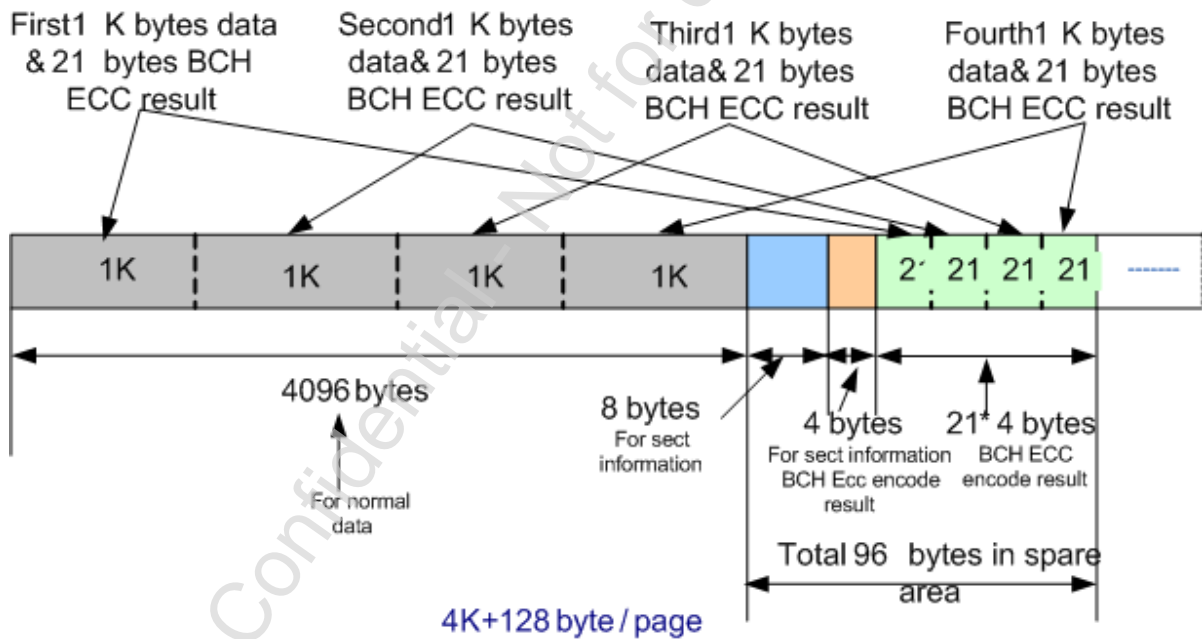 First1 K bytes data
& 21 bytes BCH
ECC result
Second1 K bytes
data& 21 bytes
BCH ECC result
Third1 K bytes
data& 21 bytes
BCH ECC result
Fourth1 K bytes
data& 21 bytes
BCH ECC result
1K
1K
1K
1K
21
21
21
4096 bytes
For normal
data
8 bytes
For sect
information
4 bytes
For sect information
BCH Ecc encode
result
21* 4 bytes
BCH ECC
encode result
Total 96 bytes in spare
area
4K+128 byte / page
Confidential- Not for